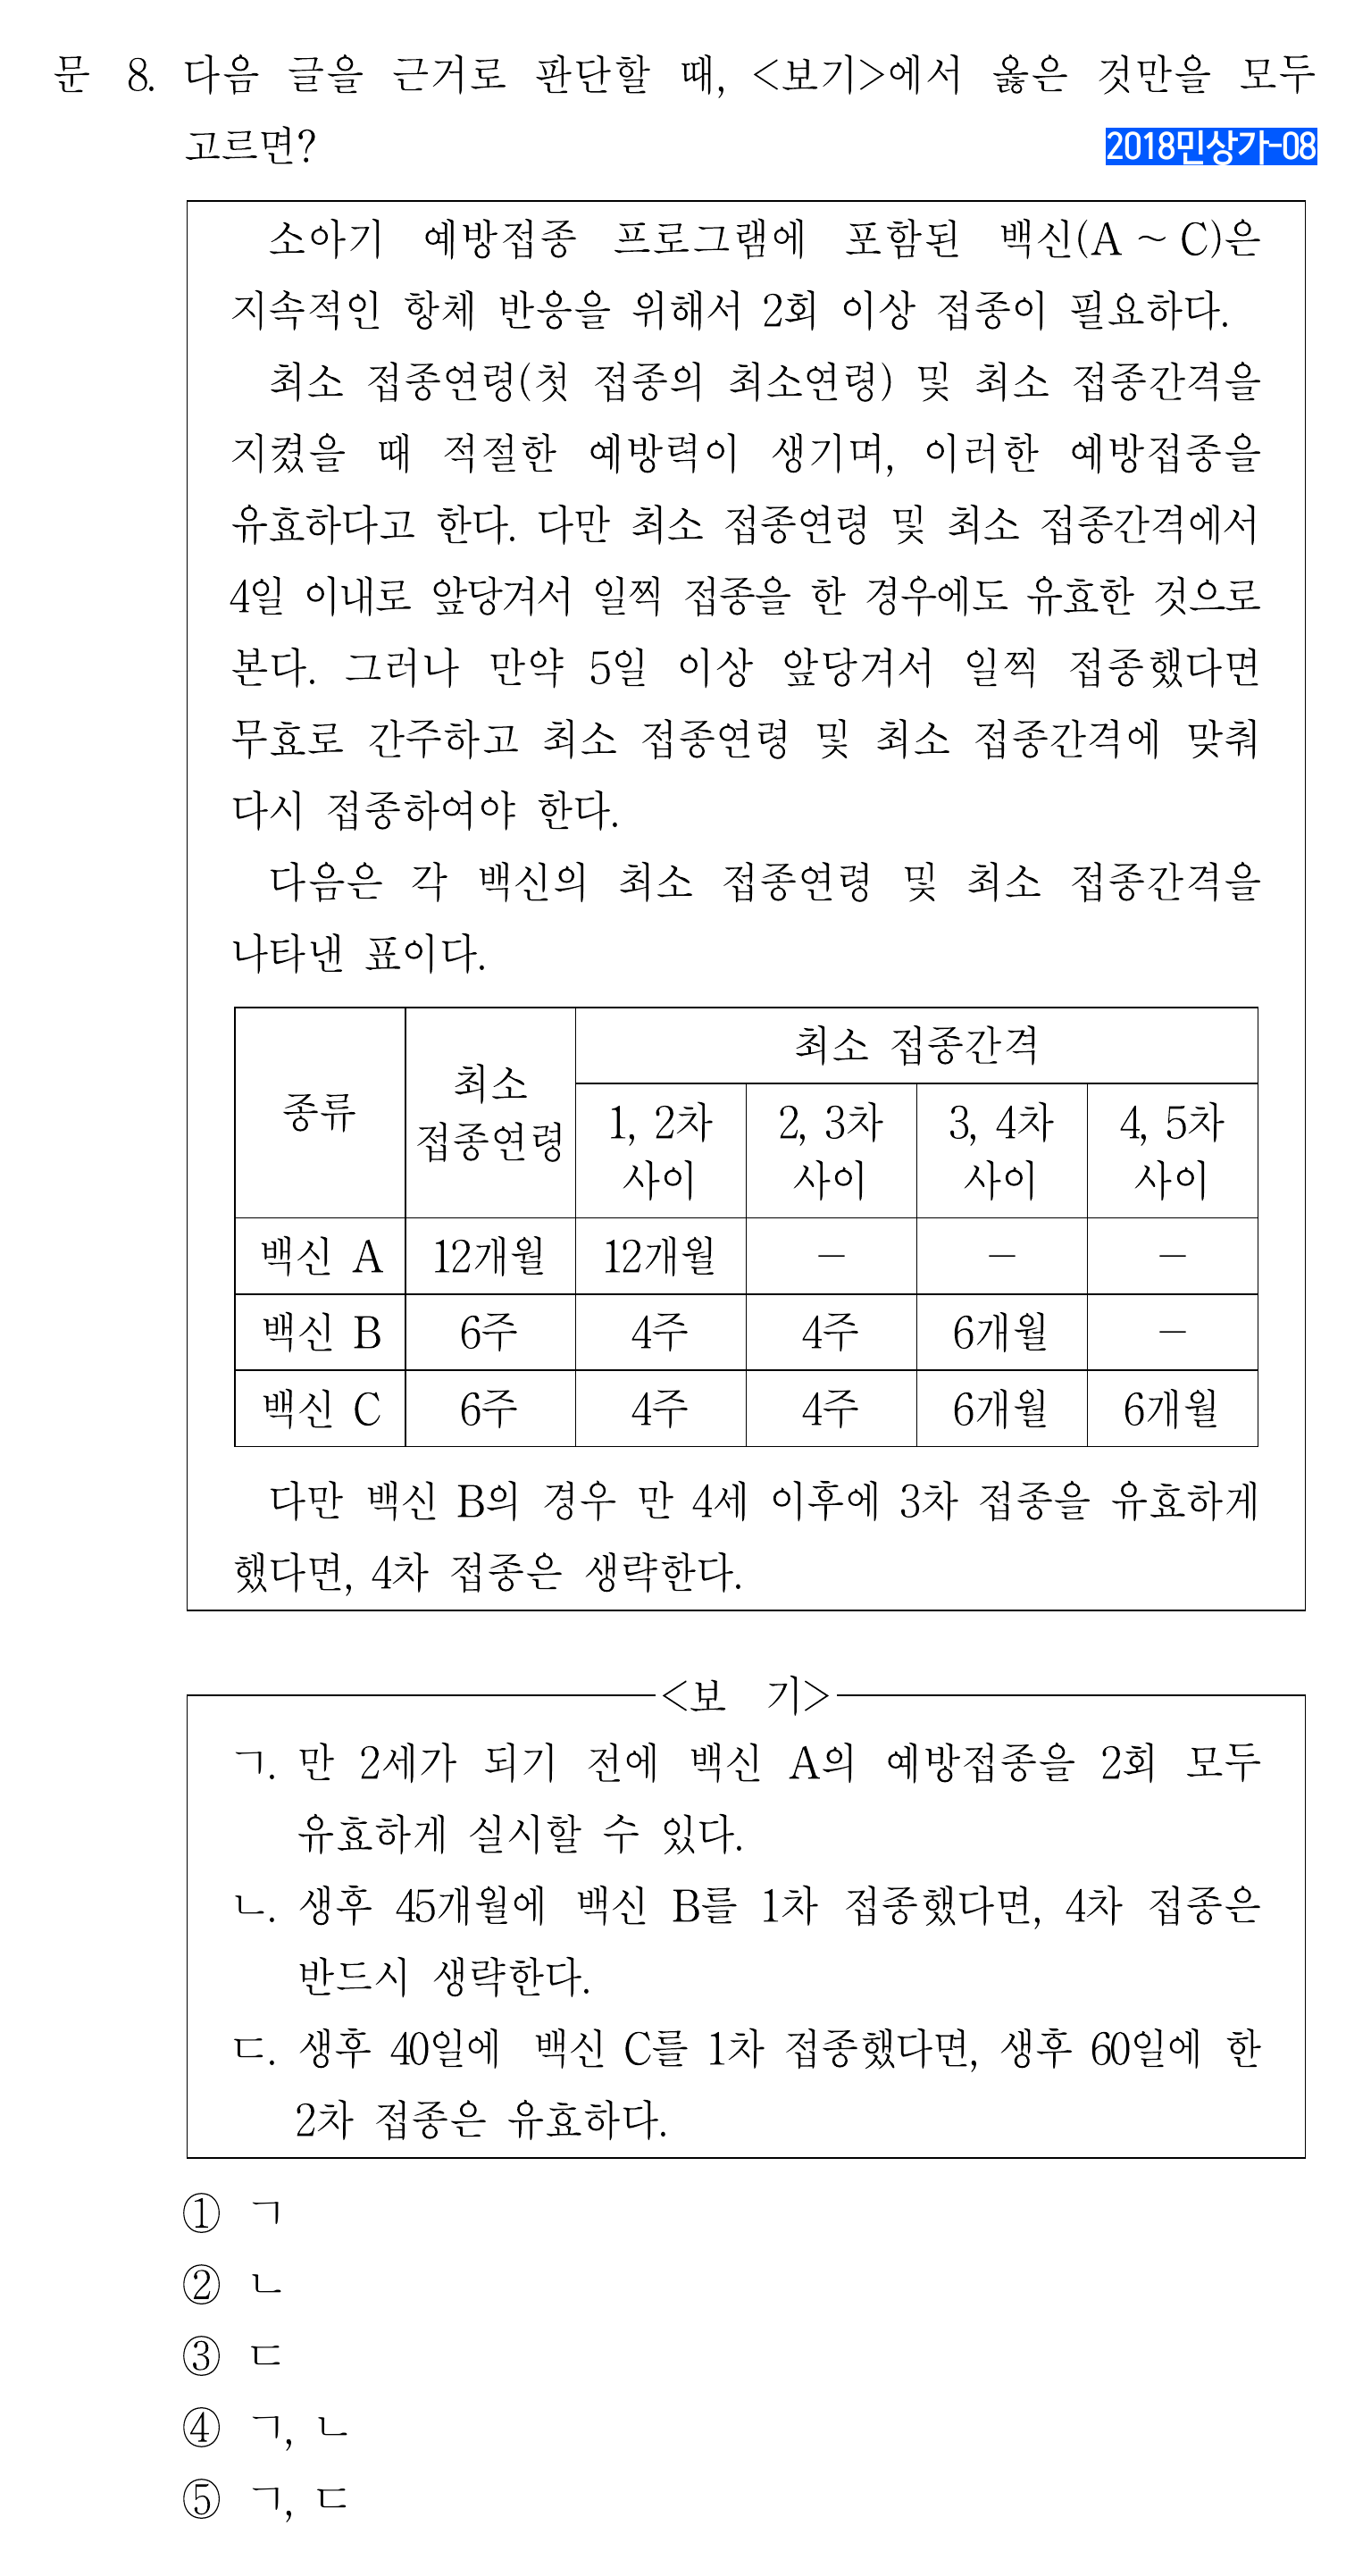 문 8. 다음 글을 근거로 판단할 때, <보기>에서 옳은 것만을 모두
고르면?
2018민상가-08
소아기 예방접종 프로그램에 포함된 백신(A ~ C)은
지속적인 항체 반응을 위해서 2회 이상 접종이 필요하다.
최소 접종연령(첫 접종의 최소연령) 및 최소 접종간격을
지켰을 때 적절한 예방력이 생기며, 이러한 예방접종을
유효하다고 한다. 다만 최소 접종연령 및 최소 접종간격에서
4일 이내로 앞당겨서 일찍 접종을 한 경우에도 유효한 것으로
본다. 그러나 만약 5일 이상 앞당겨서 일찍 접종했다면
무효로 간주하고 최소 접종연령 및 최소 접종간격에 맞춰
다시 접종하여야 한다.
다음은 각 백신의 최소 접종연령 및 최소 접종간격을
나타낸 표이다.
종류 최소 접종연령 최소 접종간격
1, 2차 사이 2, 3차 사이 3, 4차 사이 4, 5차 사이
백신 A 12개월 12개월 － － －
백신 B 6주 4주 4주 6개월 －
백신 C 6주 4주 4주 6개월 6개월
다만 백신 B의 경우 만 4세 이후에 3차 접종을 유효하게
했다면, 4차 접종은 생략한다.
<보 기>
ㄱ. 만 2세가 되기 전에 백신 A의 예방접종을 2회 모두
유효하게 실시할 수 있다.
ㄴ. 생후 45개월에 백신 B를 1차 접종했다면, 4차 접종은
반드시 생략한다.
ㄷ. 생후 40일에 백신 C를 1차 접종했다면, 생후 60일에 한
2차 접종은 유효하다.
① ㄱ
② ㄴ
③ ㄷ
④ ㄱ, ㄴ
⑤ ㄱ, ㄷ